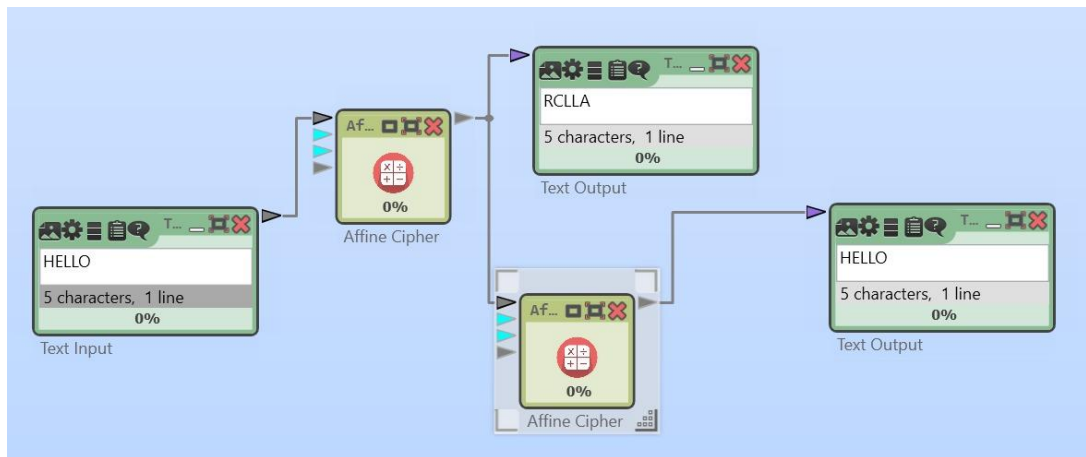 T...
RCLLA
5 characters, 1 line
0%
Text Output
Af...
0%
Affine Cipher
T...
HELLO
5 characters, 1 line
0%
Text Input
T...
HELLO
5 characters, 1 line
0%
Text Output
Af...
0%
Affine Cipher